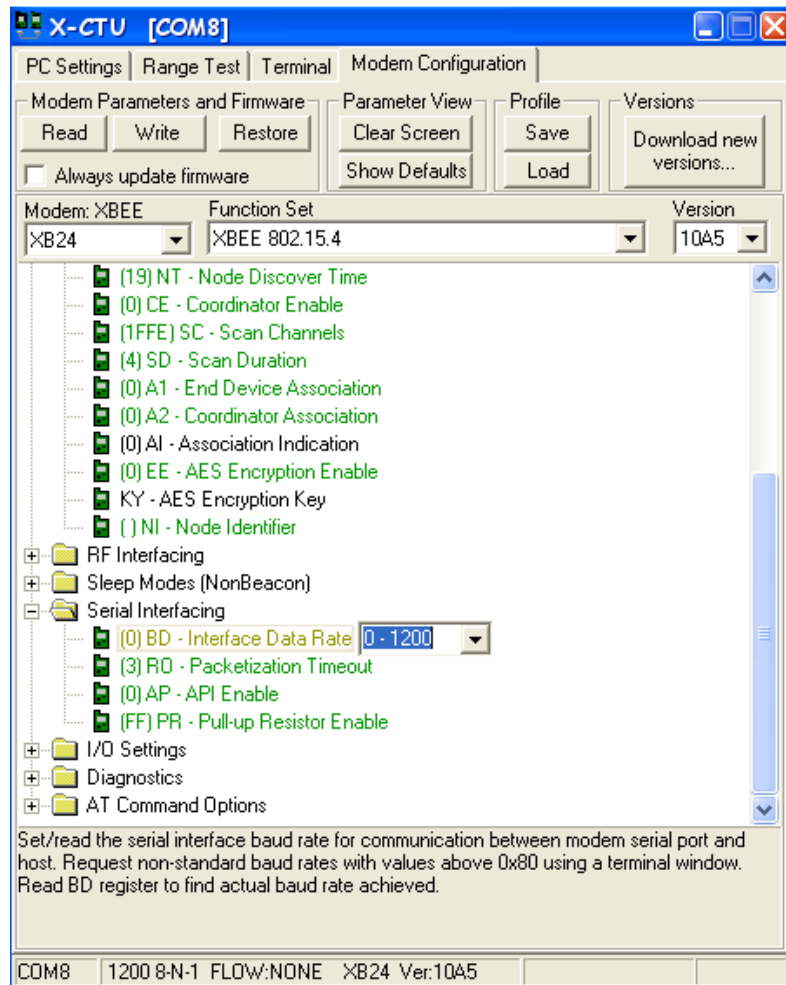 X-CTU [COM8]
PC Settings Range Test Terminal Modem Configuration
Modem Parameters and Firmware Parameter View Profile Versions
Read Write Restore Clear Screen Save Download new versions...
Always update firmware Show Defaults Load
Modem: XBEE Function Set Version
XB24 XBEE 802.15.4 10A5
(19) NT - Node Discover Time
(0) CE - Coordinator Enable
(1FFE) SC - Scan Channels
(4) SD - Scan Duration
(0) A1 - End Device Association
(0) A2 - Coordinator Association
(0) AI - Association Indication
(0) EE - AES Encryption Enable
KY - AES Encryption Key
( ) NI - Node Identifier
RF Interfacing
Sleep Modes (NonBeacon)
Serial Interfacing
(0) BD - Interface Data Rate 0 - 1200
(3) RO - Packetization Timeout
(0) AP - API Enable
(FF) PR - Pull-up Resistor Enable
I/O Settings
Diagnostics
AT Command Options
Set/read the serial interface baud rate for communication between modem serial port and
host. Request non-standard baud rates with values above 0x80 using a terminal window.
Read BD register to find actual baud rate achieved.
COM8 1200 8-N-1 FLOW:NONE XB24 Ver:10A5